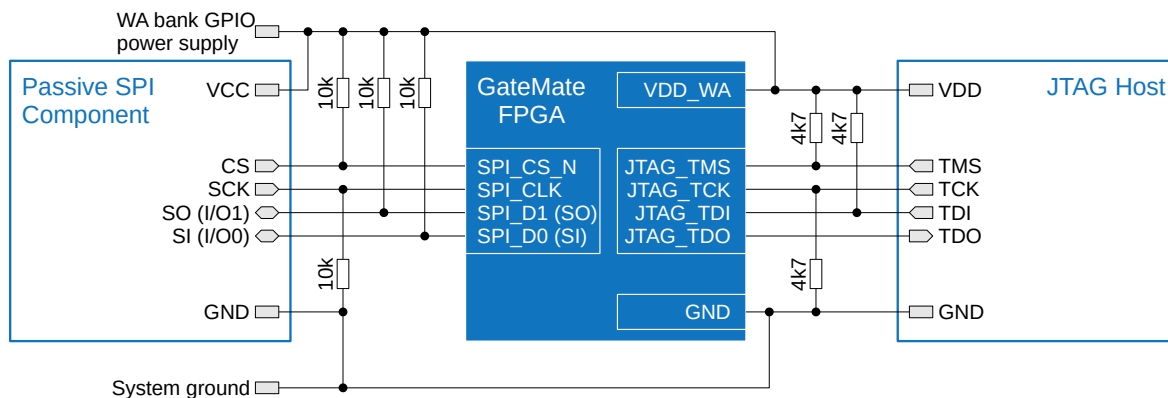 WA bank GPIO
power supply
Passive SPI
Component
VCC
CS
SCK
SO (I/O1)
SI (I/O0)
GND
System ground
10k
10k
10k
10k
GateMate
FPGA
VDD_WA
SPI_CS_N
SPI_CLK
SPI_D1 (SO)
SPI_D0 (SI)
JTAG_TMS
JTAG_TCK
JTAG_TDI
JTAG_TDO
GND
4k7
4k7
4k7
JTAG Host
VDD
TMS
TCK
TDI
TDO
GND